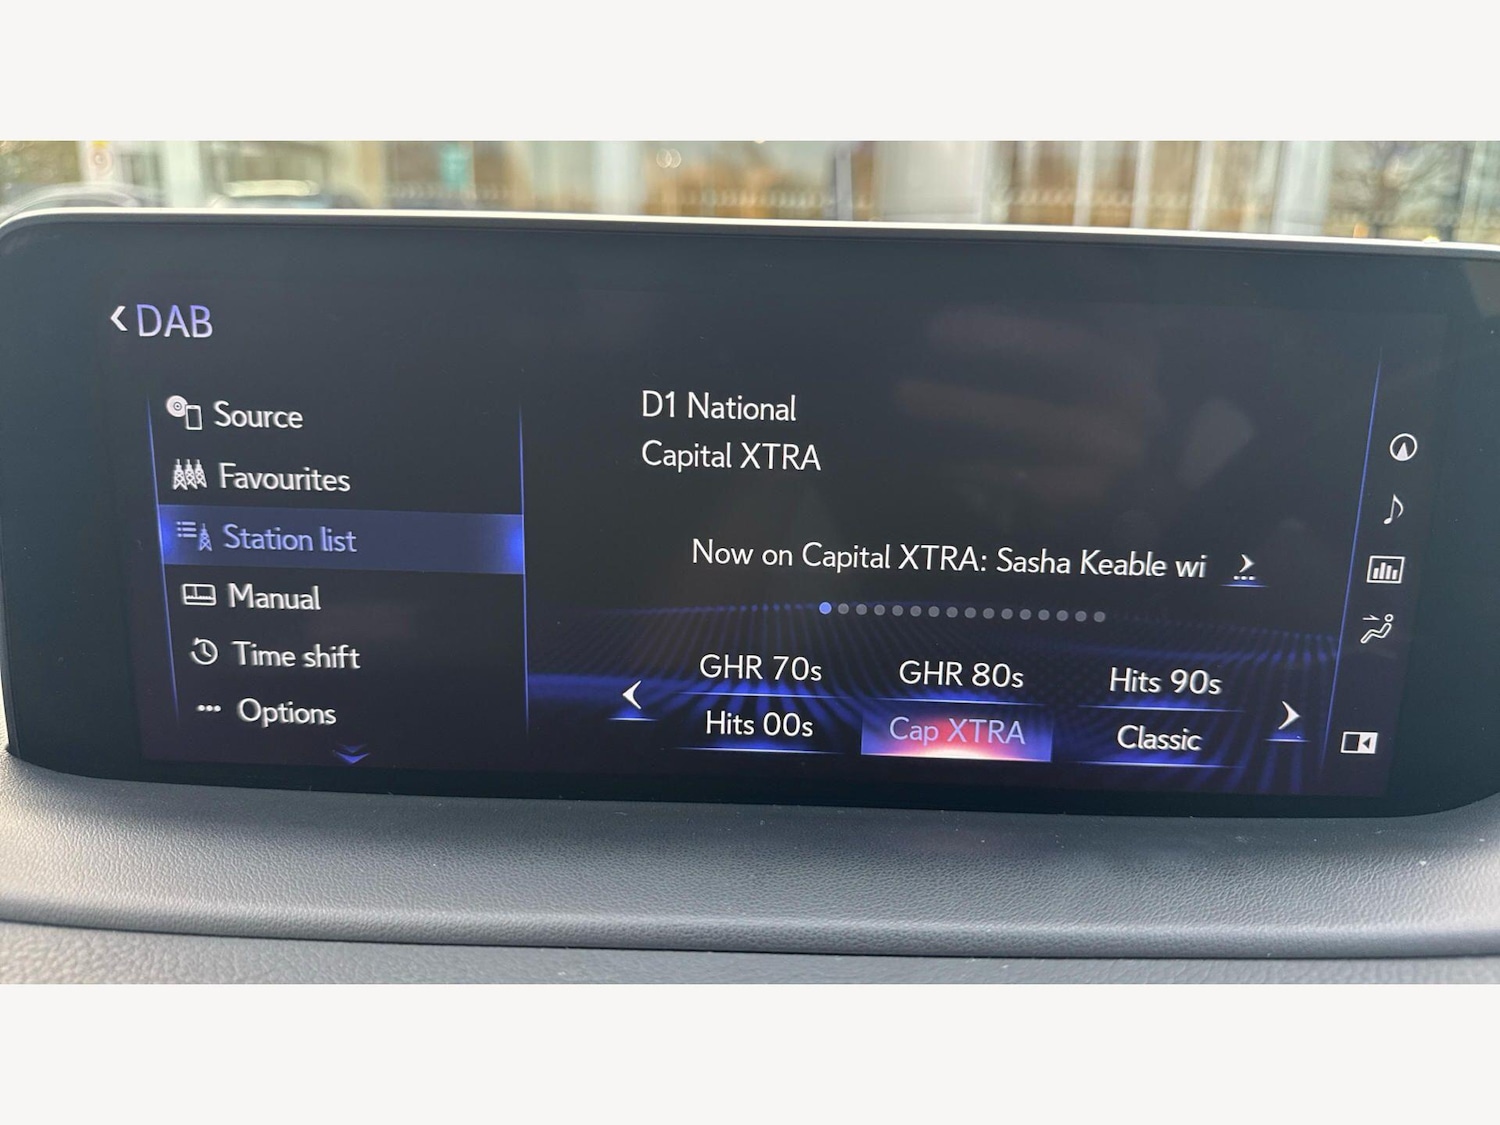 DAB
Source
Favourites
Station list
Manual
Time shift
Options
D1 National
Capital XTRA
Now on Capital XTRA: Sasha Keable wi
GHR 70s
GHR 80s
Hits 90s
Hits 00s
Cap XTRA
Classic